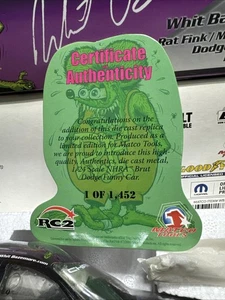 Whit Ba
Rat Fink / M
Dodge
Certificate
Authenticity
Congratulations on the
addition of this die cast replica
to your collection. Produced as a
limited edition for Matco Tools,
we are proud to introduce this high
quality, Authentics, die cast metal,
1/24 Scale NHRA Brut
Dodge Funny Car.
1 OF 1,452
RC2
GOOD